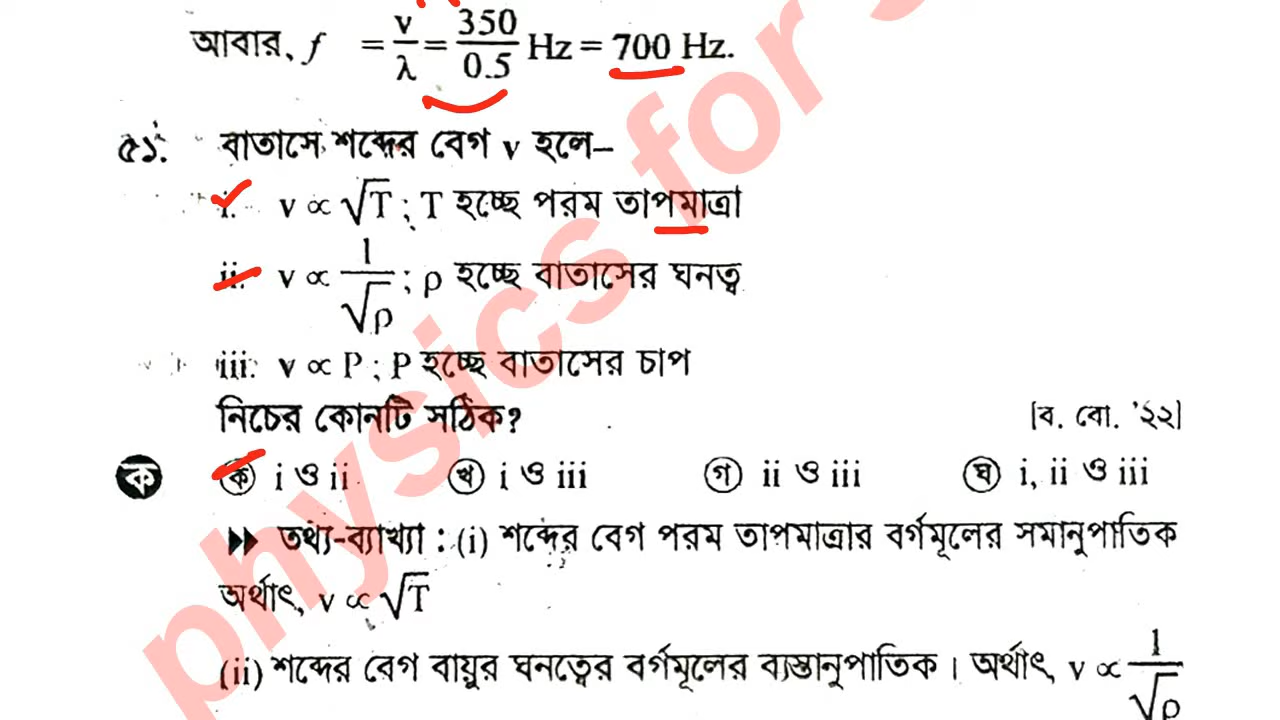 আবার, f = v/λ = 350/0.5 Hz = 700 Hz.
৫১. বাতাসে শব্দের বেগ v হলে–
i. v ∝ √T ; T হচ্ছে পরম তাপমাত্রা
ii. v ∝ 1/√ρ ; ρ হচ্ছে বাতাসের ঘনত্ব
iii. v ∝ P ; P হচ্ছে বাতাসের চাপ
নিচের কোনটি সঠিক? [ব. বো. '২২]
ক ক i ও ii খ i ও iii গ ii ও iii ঘ i, ii ও iii
তথ্য-ব্যাখ্যা : (i) শব্দের বেগ পরম তাপমাত্রার বর্গমূলের সমানুপাতিক
অর্থাৎ, v ∝ √T
(ii) শব্দের বেগ বায়ুর ঘনত্বের বর্গমূলের ব্যস্তানুপাতিক। অর্থাৎ, v ∝ 1/√ρ
physics for